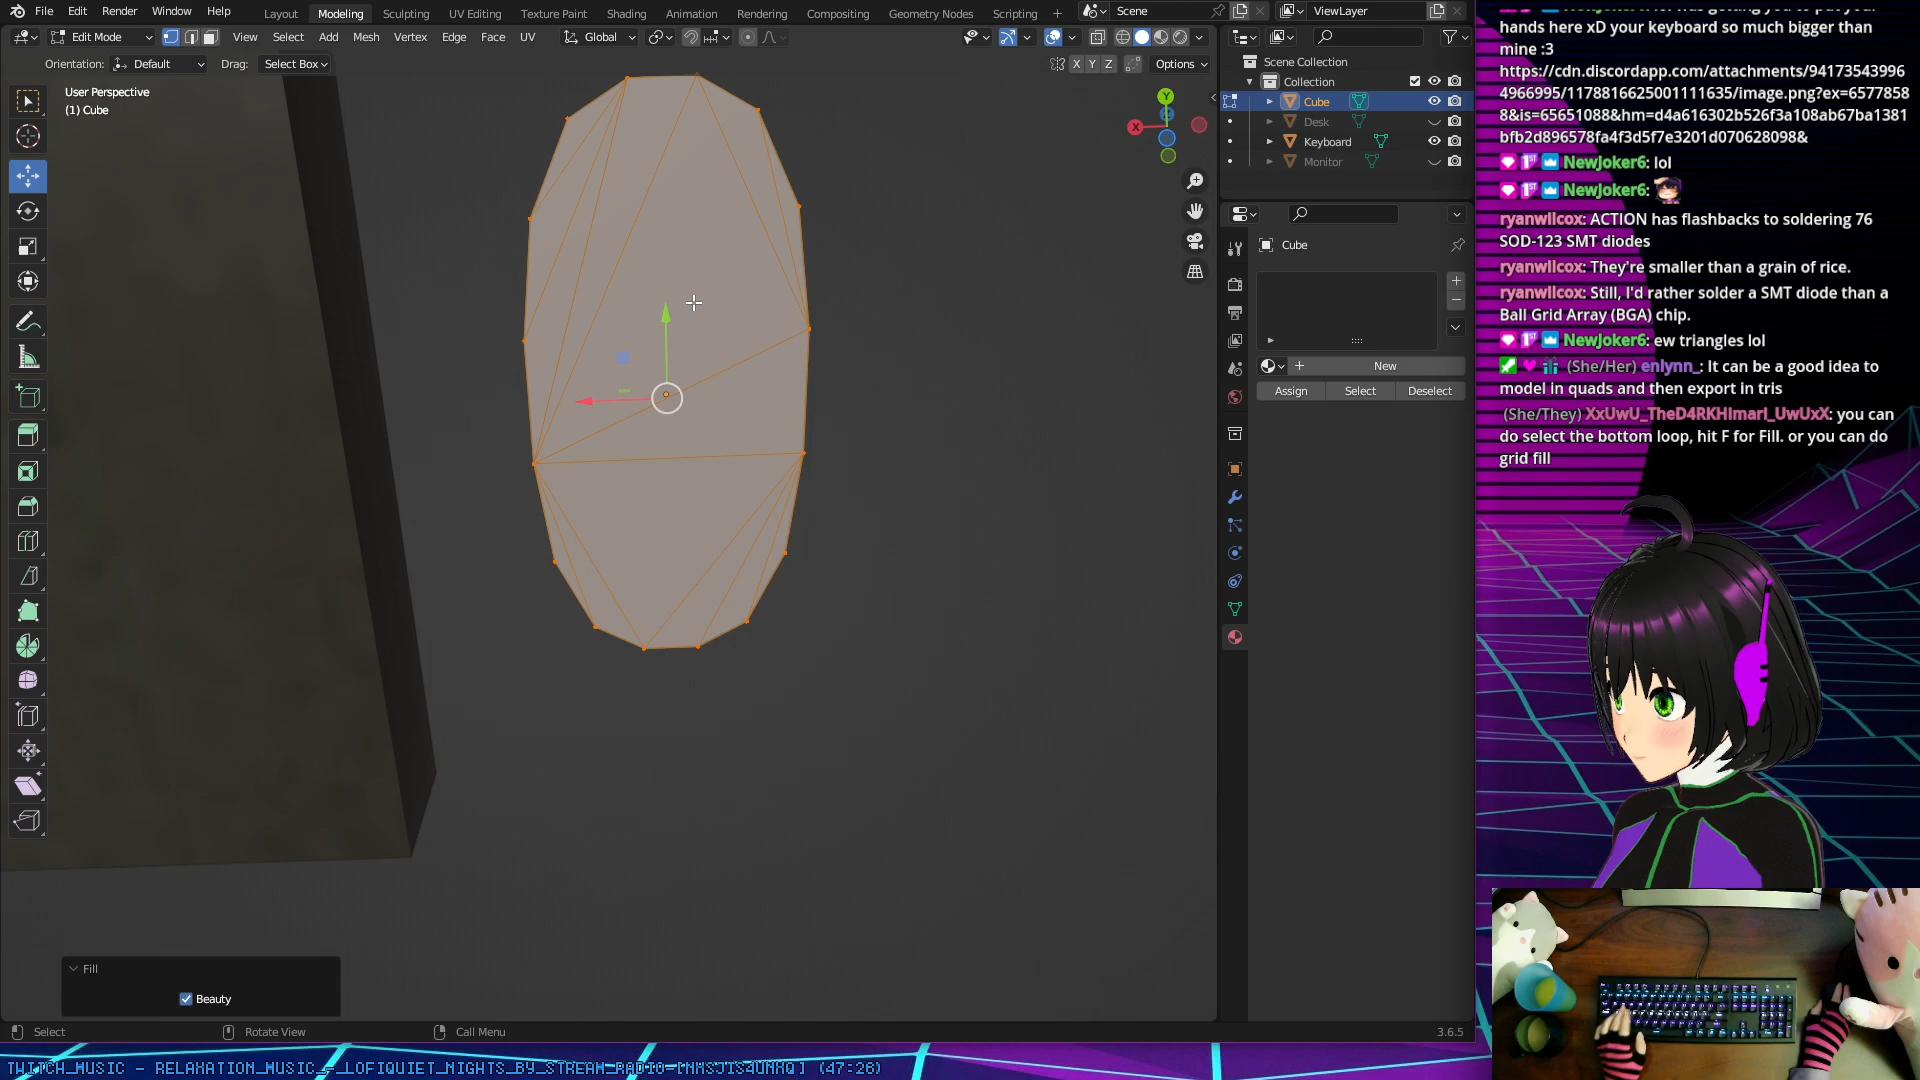 File Edit Render Window Help
Layout Modeling Sculpting UV Editing Texture Paint Shading Animation Rendering Compositing Geometry Nodes Scripting +
Scene
ViewLayer
Edit Mode View Select Add Mesh Vertex Edge Face UV Global
Orientation: Default Drag: Select Box X Y Z Options
User Perspective
(1) Cube
Y
X
Scene Collection
Collection
Cube
Desk
Keyboard
Monitor
Cube
New
Assign Select Deselect
Fill
Beauty
Select Rotate View Call Menu 3.6.5
hands here xD your keyboard so much bigger than
mine :3
https://cdn.discordapp.com/attachments/94173543996
4966995/1178816625001111635/image.png?ex=6577858
8&is=65651088&hm=d4a616302b526f3a108ab67ba1381
bfb2d896578fa4f3d5f7e3201d070628098&
NewJoker6: lol
NewJoker6:
ryanwilcox: ACTION has flashbacks to soldering 76
SOD-123 SMT diodes
ryanwilcox: They're smaller than a grain of rice.
ryanwilcox: Still, I'd rather solder a SMT diode than a
Ball Grid Array (BGA) chip.
NewJoker6: ew triangles lol
(She/Her) enlynn_: It can be a good idea to
model in quads and then export in tris
(She/They) XxUwU_TheD4RKHlmarI_UwUxX: you can
do select the bottom loop, hit F for Fill. or you can do
grid fill
TWITCH_MUSIC - RELAXATION_MUSIC_-_LOFIQUIET_NIGHTS_BY_STREAM_RADIO-[NMSJIS4UNXQ] (47:26)